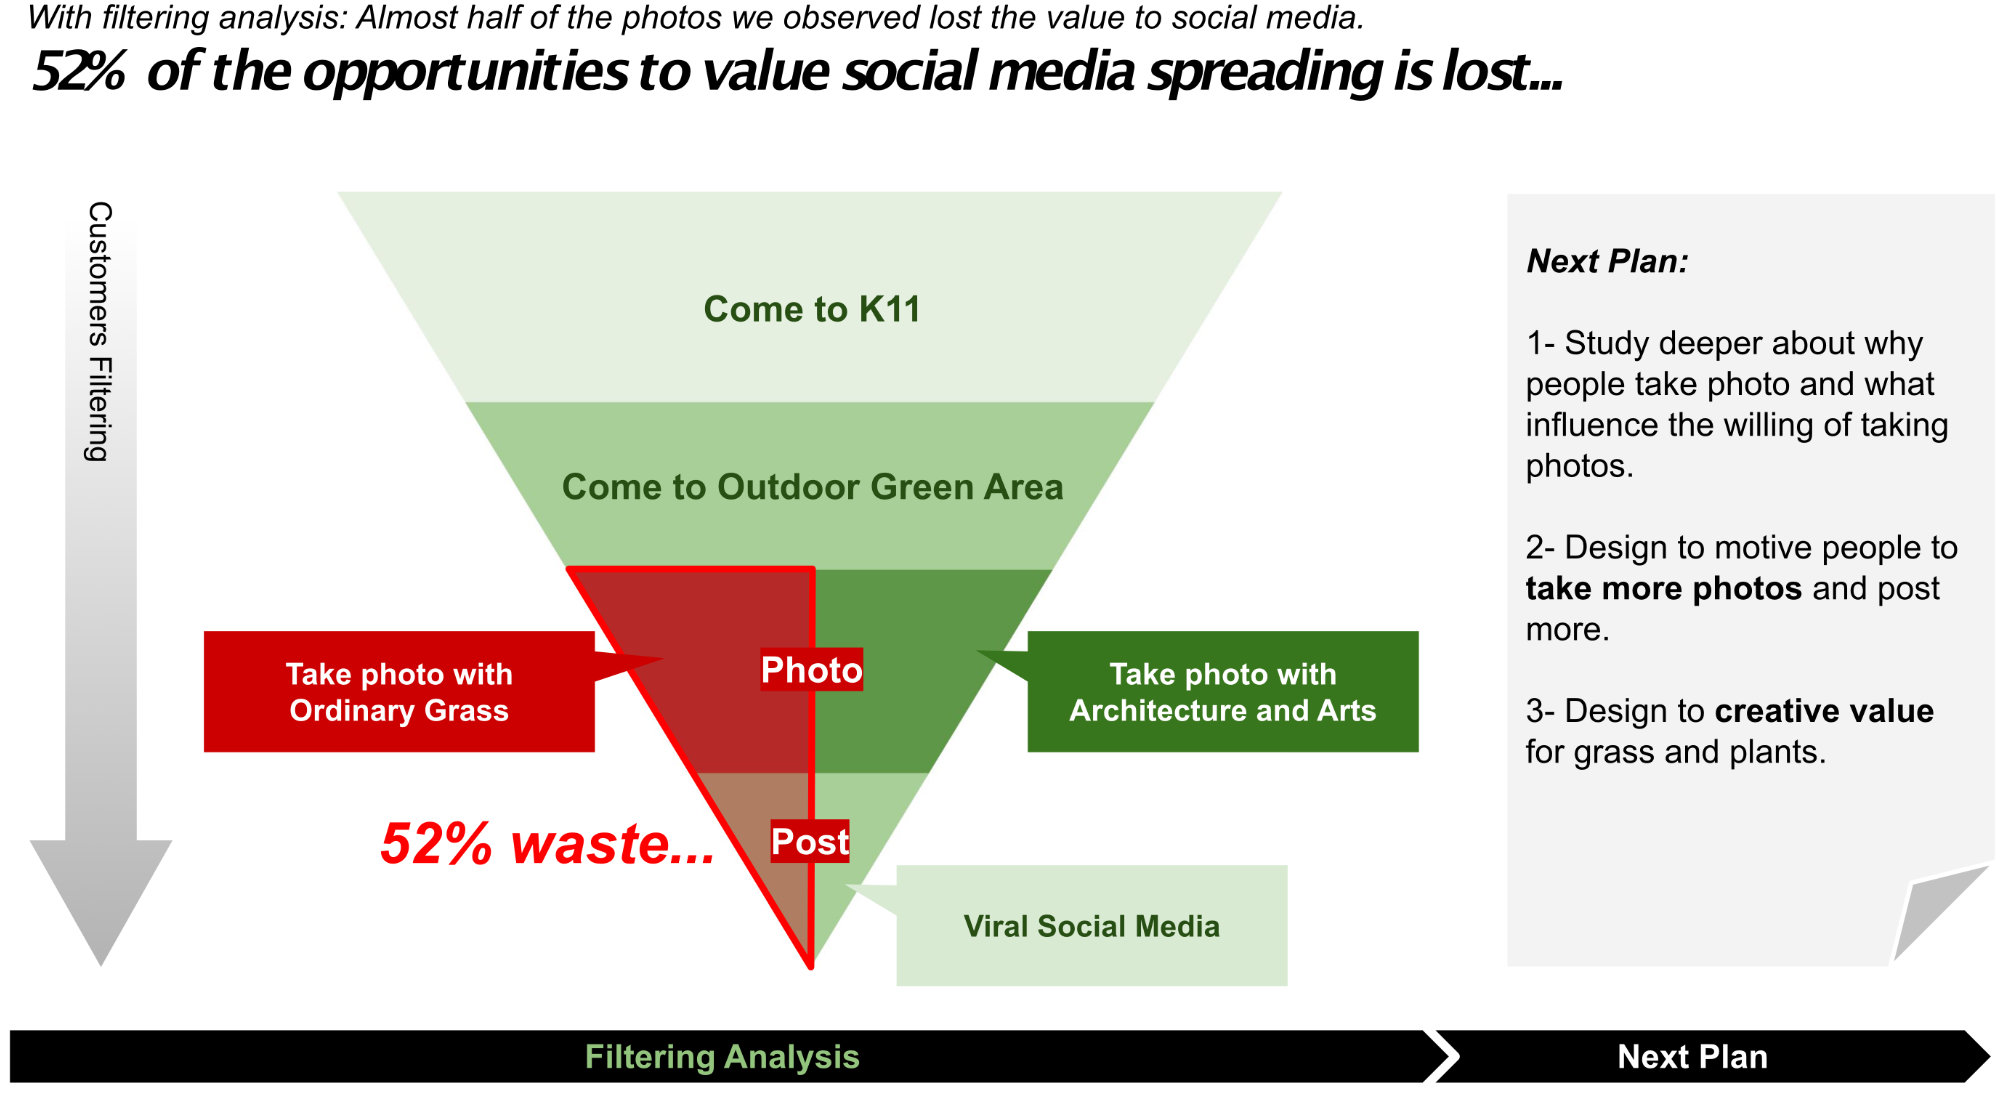 With filtering analysis: Almost half of the photos we observed lost the value to social media.
52% of the opportunities to value social media spreading is lost...
Customers Filtering
Come to K11
Come to Outdoor Green Area
Take photo with
Ordinary Grass
Photo
Take photo with
Architecture and Arts
52% waste...
Post
Viral Social Media
Next Plan:
1- Study deeper about why
people take photo and what
influence the willing of taking
photos.
2- Design to motive people to
take more photos and post
more.
3- Design to creative value
for grass and plants.
Filtering Analysis
Next Plan